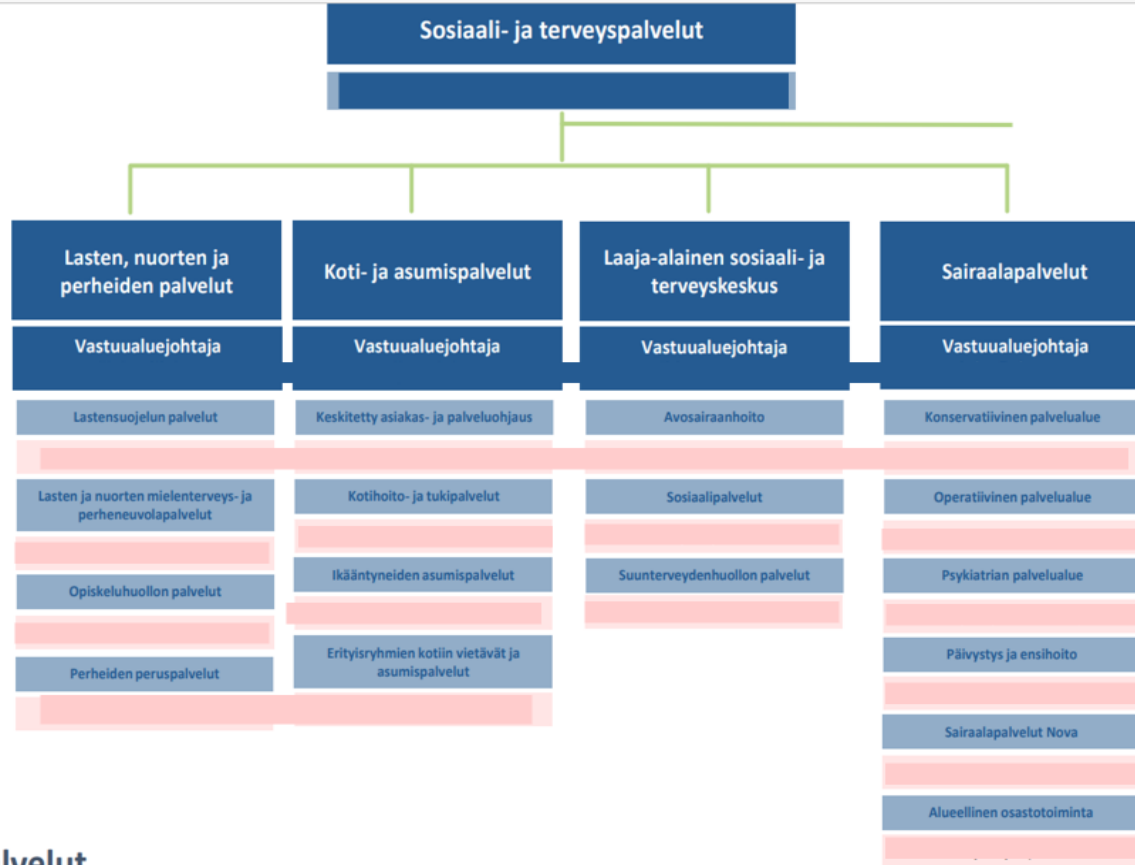 Sosiaali- ja terveyspalvelut
Lasten, nuorten ja
perheiden palvelut
Vastuualuejohtaja
Lastensuojelun palvelut
Lasten ja nuorten mielenterveys- ja
perheneuvolapalvelut
Opiskeluhuollon palvelut
Perheiden peruspalvelut
Koti- ja asumispalvelut
Vastuualuejohtaja
Keskitetty asiakas- ja palveluohjaus
Kotihoito- ja tukipalvelut
Ikääntyneiden asumispalvelut
Erityisryhmien kotiin vietävät ja
asumispalvelut
Laaja-alainen sosiaali- ja
terveyskeskus
Vastuualuejohtaja
Avosairaanhoito
Sosiaalipalvelut
Suunterveydenhuollon palvelut
Sairaalapalvelut
Vastuualuejohtaja
Konservatiivinen palvelualue
Operatiivinen palvelualue
Psykiatrian palvelualue
Päivystys ja ensihoito
Sairaalapalvelut Nova
Alueellinen osastotoiminta